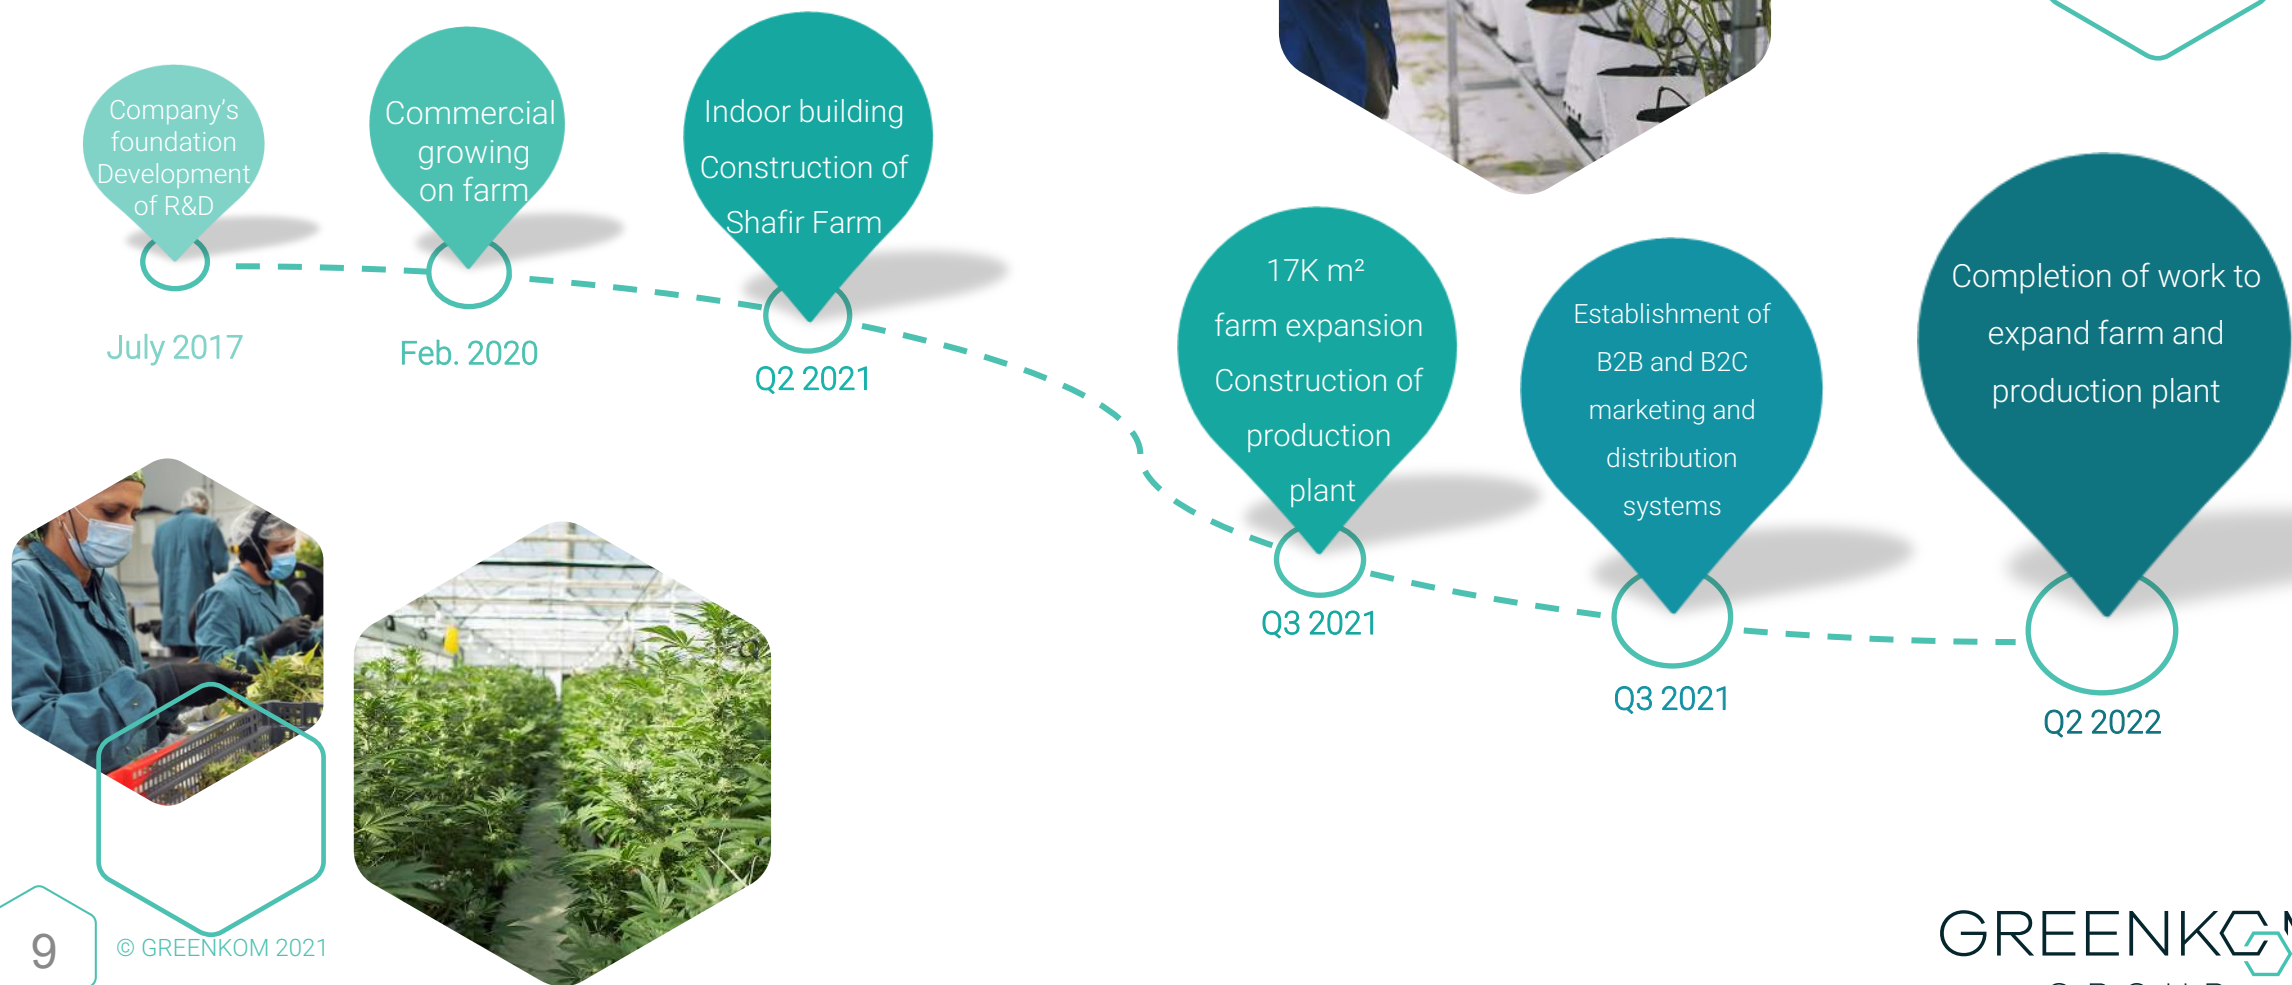 Company’s
foundation
Development
of R&D
July 2017
Commercial
growing
on farm
Feb. 2020
Indoor building
Construction of
Shafir Farm
Q2 2021
17K m²
farm expansion
Construction of
production
plant
Q3 2021
Establishment of
B2B and B2C
marketing and
distribution
systems
Q3 2021
Completion of work to
expand farm and
production plant
Q2 2022
9
© GREENKOM 2021
GREENKOM